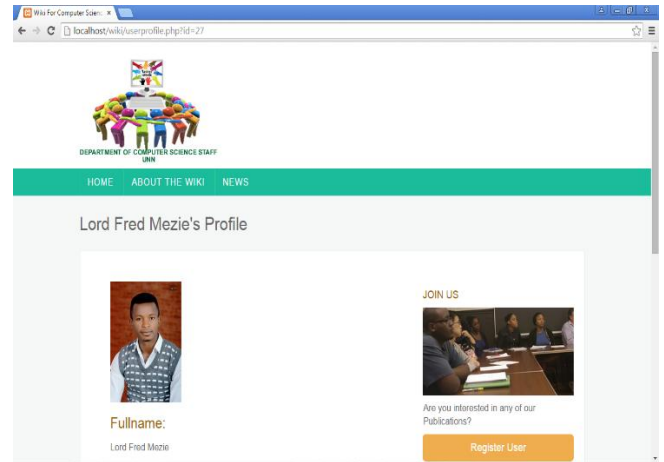 Wiki For Computer Scienc
localhost/wiki/userprofile.php?id=27
DEPARTMENT OF COMPUTER SCIENCE STAFF
UNN
HOME ABOUT THE WIKI NEWS
Lord Fred Mezie's Profile
Fullname:
Lord Fred Mezie
JOIN US
Are you interested in any of our
Publications?
Register User